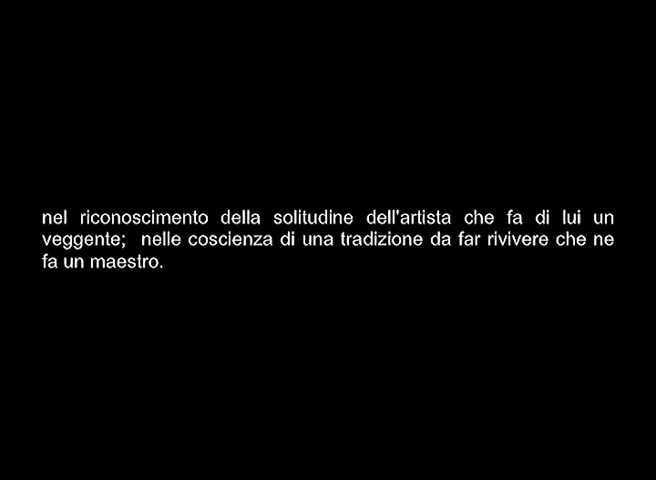 nel riconoscimento della solitudine dell'artista che fa di lui un
veggente; nelle coscienza di una tradizione da far rivivere che ne
fa un maestro.